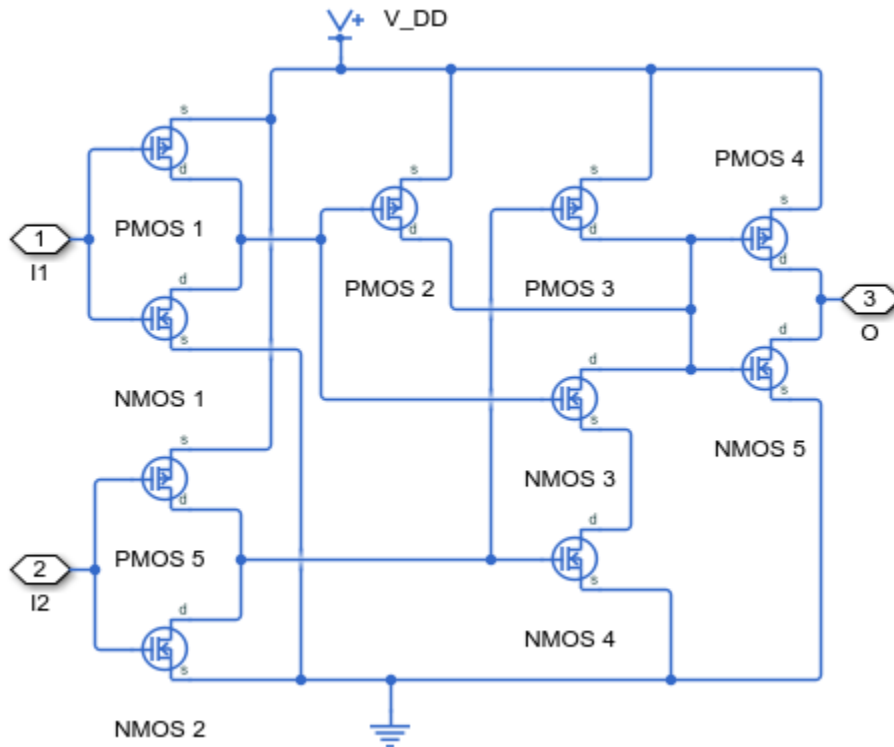 V+ V_DD
s
s
s
PMOS 4
1
d
s
PMOS 1
d
d
I1
d
PMOS 2
PMOS 3
d
3
d
O
s
d
NMOS 1
s
s
s
NMOS 5
NMOS 3
d
d
2
PMOS 5
I2
d
s
NMOS 4
s
NMOS 2